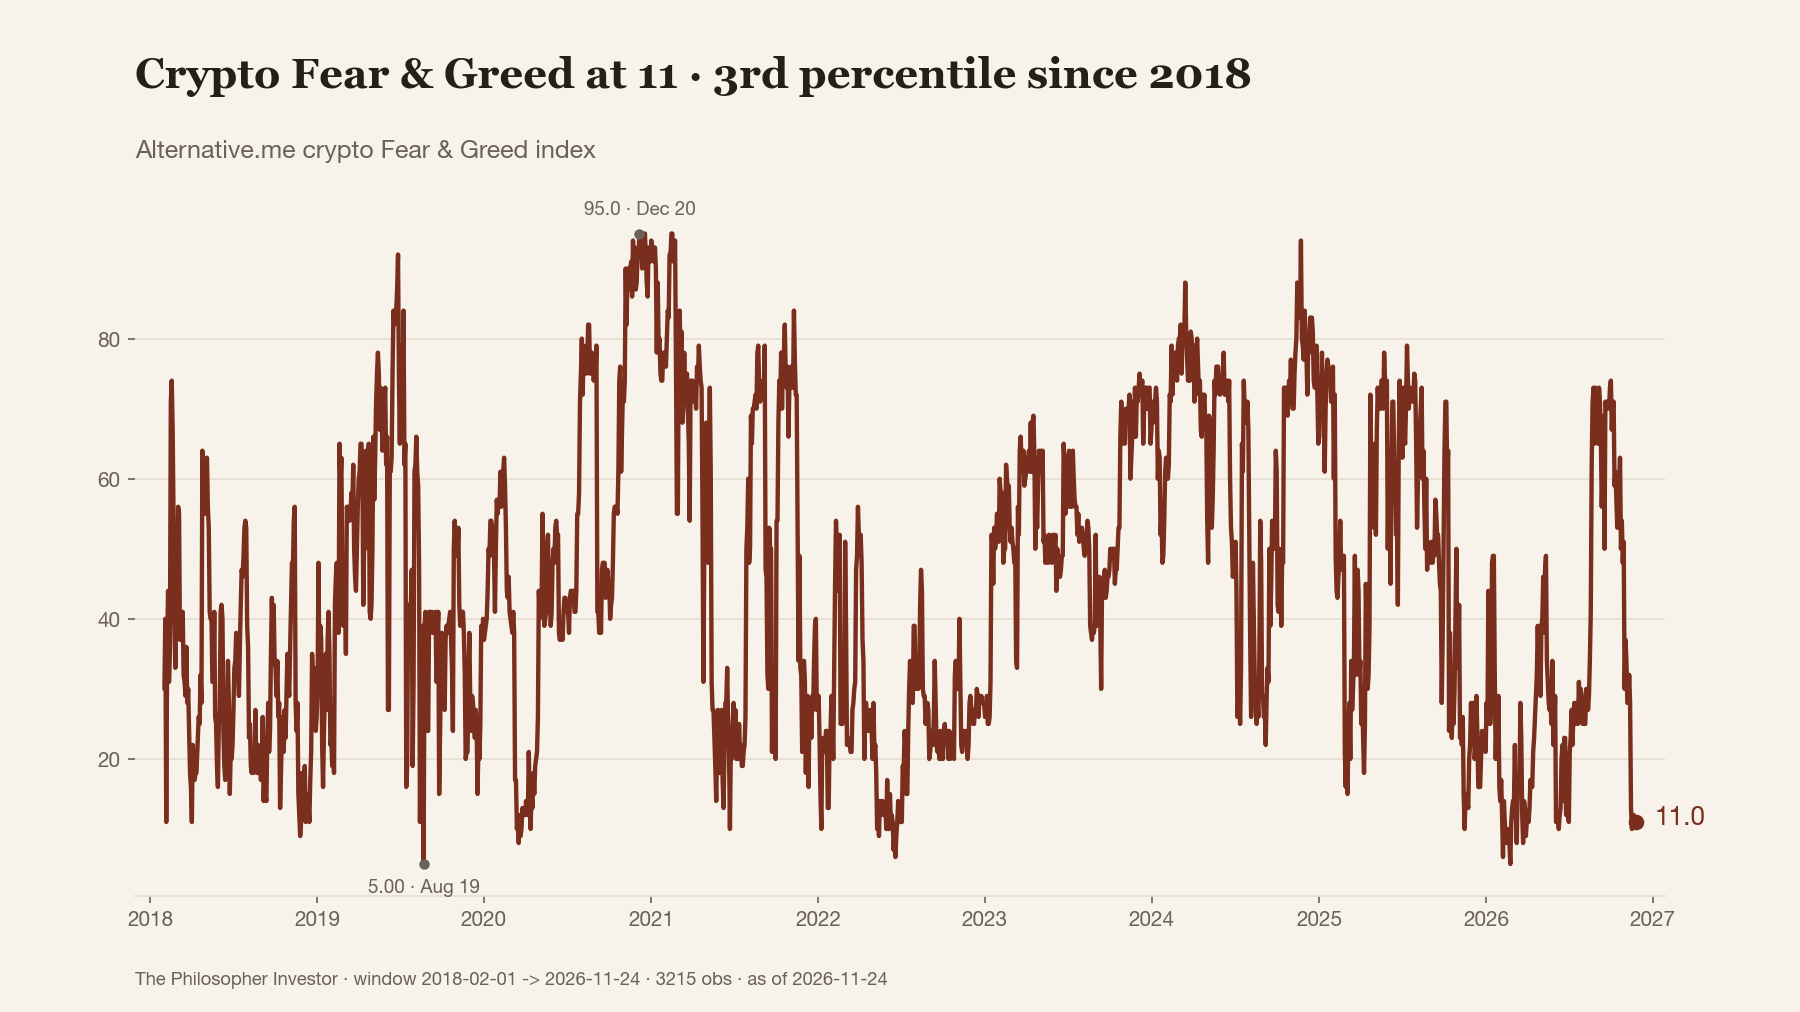 Crypto Fear & Greed at 11 · 3rd percentile since 2018
Alternative.me crypto Fear & Greed index
95.0 · Dec 20
80
60
40
20
11.0
5.00 · Aug 19
2018 2019 2020 2021 2022 2023 2024 2025 2026 2027
The Philosopher Investor · window 2018-02-01 -> 2026-11-24 · 3215 obs · as of 2026-11-24